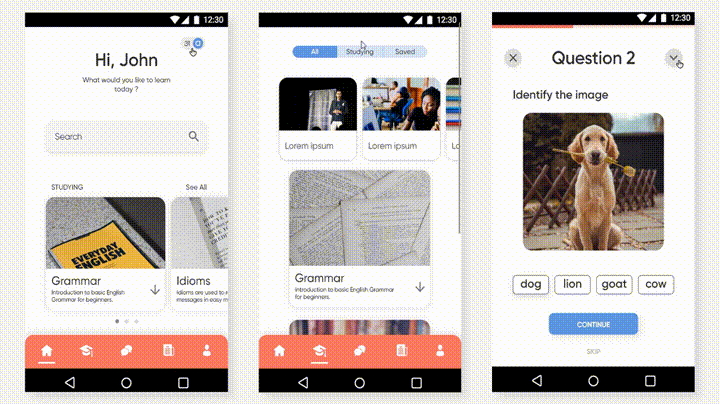 12:30
31
Hi, John
What would you like to learn
today ?
Search
STUDYING
See All
EVERYDAY
ENGLISH
Grammar
Introduction to basic English
Grammar for beginners.
Idioms
Idioms are used to
messages in easy m
12:30
All
Studying
Saved
Lorem ipsum
Lorem ipsum
L
Grammar
Introduction to basic English Grammar
for beginners.
12:30
Question 2
Identify the image
dog
lion
goat
cow
CONTINUE
SKIP